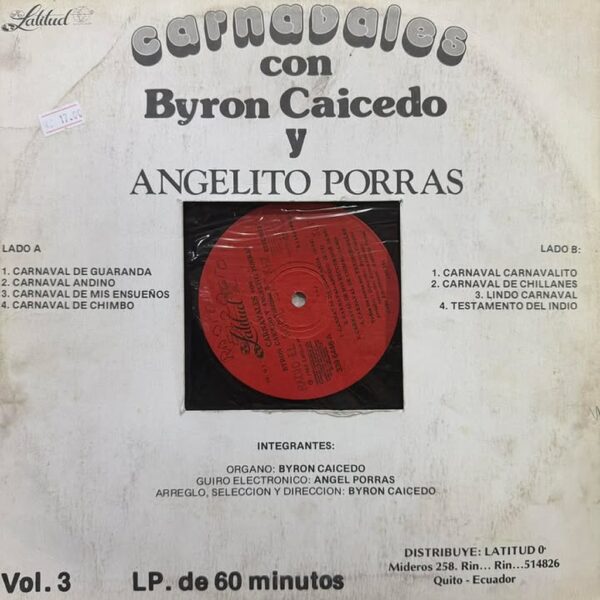 Latitud
carnavales
con
Byron Caicedo
y
ANGELITO PORRAS
17.00
LADO A
1. CARNAVAL DE GUARANDA
2. CARNAVAL ANDINO
3. CARNAVAL DE MIS ENSUEÑOS
4. CARNAVAL DE CHIMBO
LADO B:
1. CARNAVAL CARNAVALITO
2. CARNAVAL DE CHILLANES
3. LINDO CARNAVAL
4. TESTAMENTO DEL INDIO
Latitud
INTEGRANTES:
ORGANO: BYRON CAICEDO
GUIRO ELECTRONICO: ANGEL PORRAS
ARREGLO, SELECCION Y DIRECCION: BYRON CAICEDO
Vol. 3
LP. de 60 minutos
DISTRIBUYE: LATITUD 0°
Mideros 258. Rin... Rin...514826
Quito - Ecuador